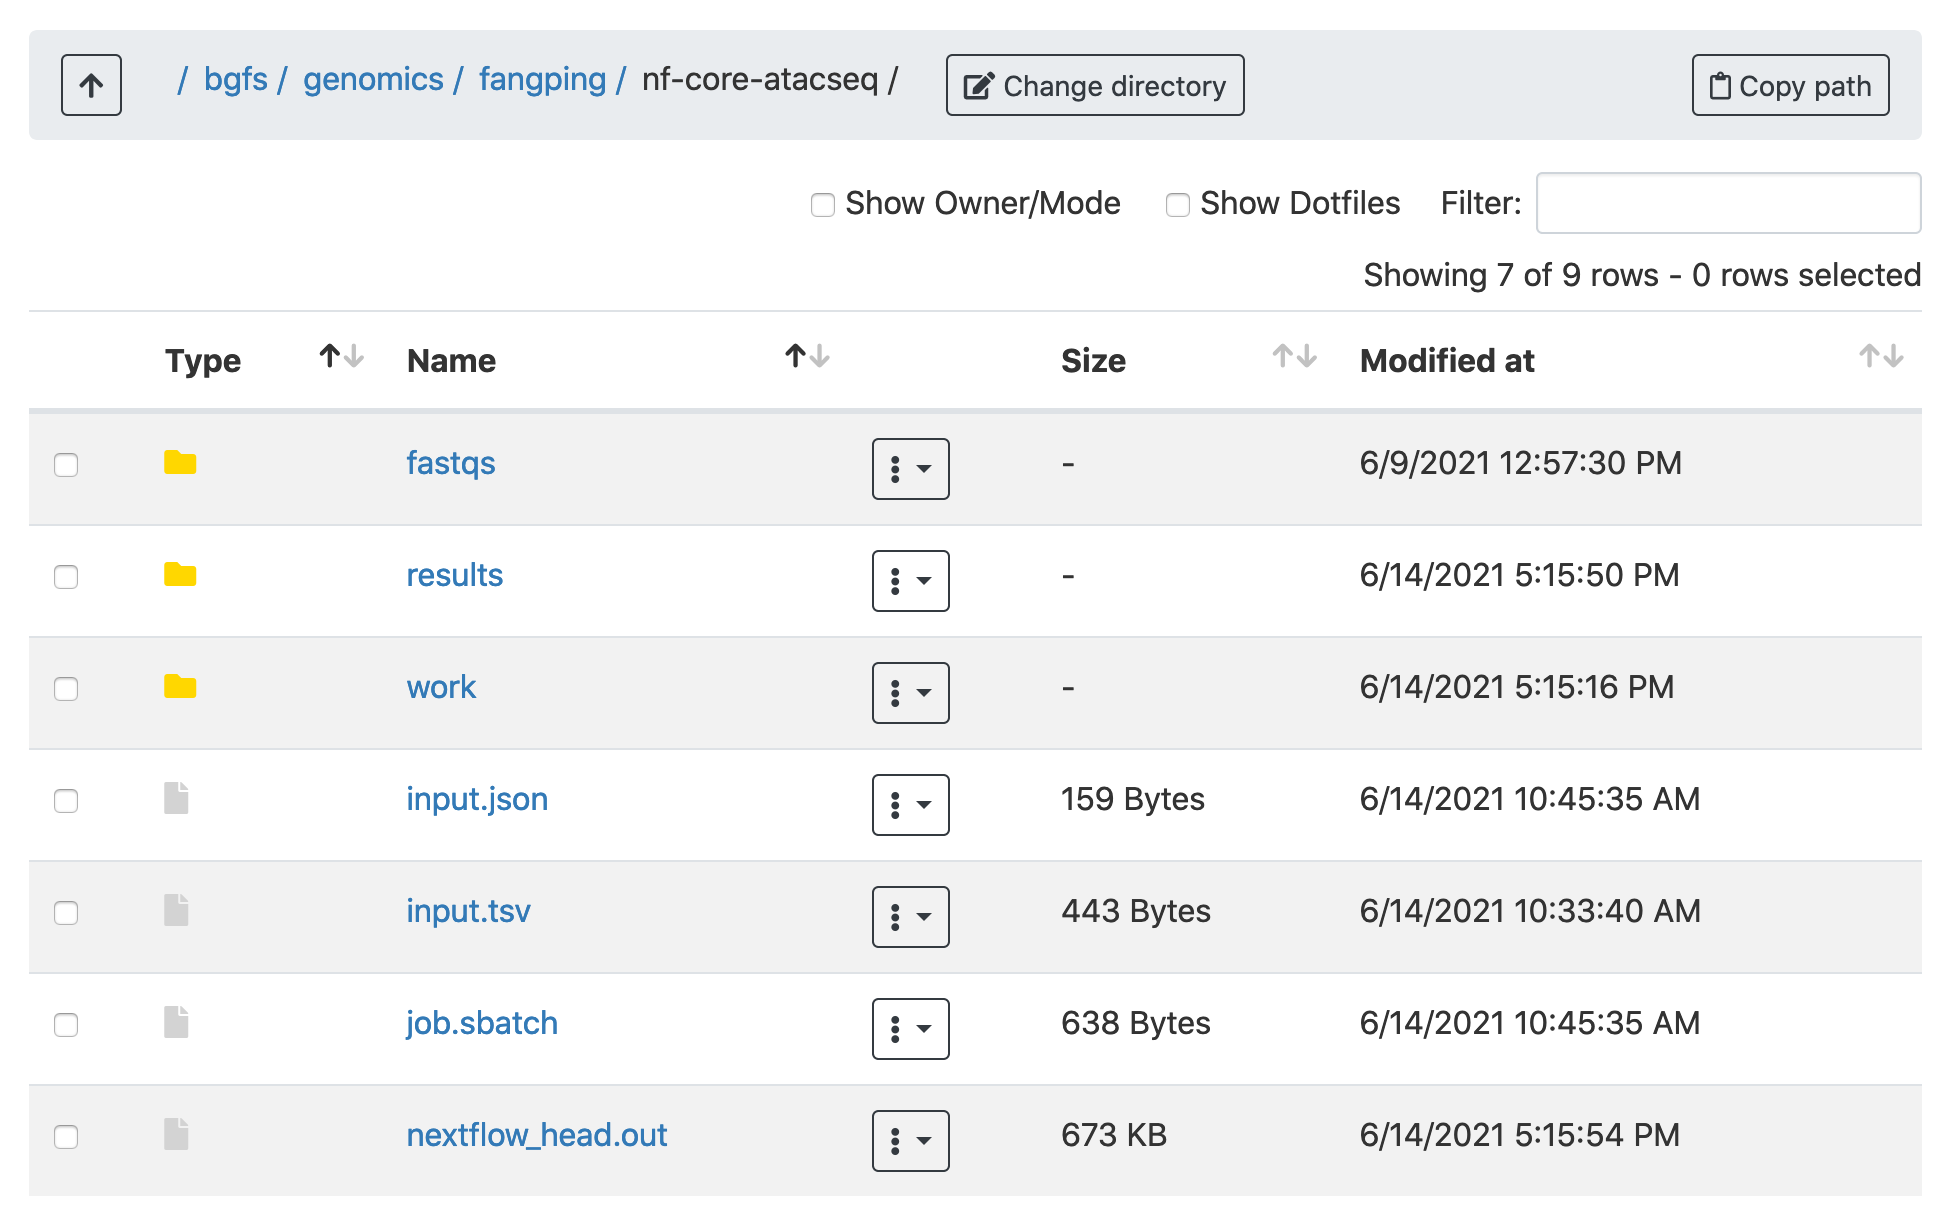 / bgfs / genomics / fangping / nf-core-atacseq / Change directory Copy path
Show Owner/Mode Show Dotfiles Filter:
Showing 7 of 9 rows - 0 rows selected
Type Name Size Modified at
fastqs - 6/9/2021 12:57:30 PM
results - 6/14/2021 5:15:50 PM
work - 6/14/2021 5:15:16 PM
input.json 159 Bytes 6/14/2021 10:45:35 AM
input.tsv 443 Bytes 6/14/2021 10:33:40 AM
job.sbatch 638 Bytes 6/14/2021 10:45:35 AM
nextflow_head.out 673 KB 6/14/2021 5:15:54 PM